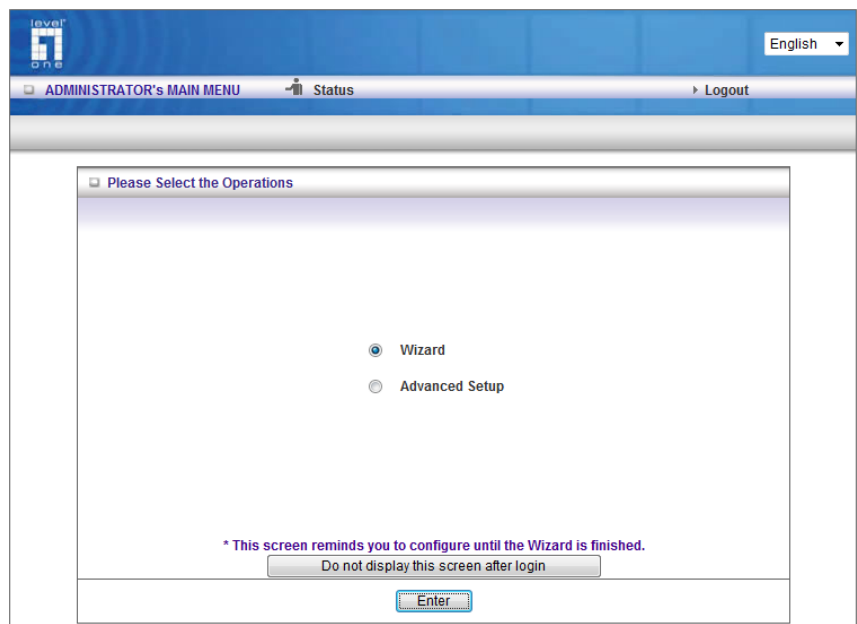 level
one
English
ADMINISTRATOR's MAIN MENU Status Logout
Please Select the Operations
Wizard
Advanced Setup
* This screen reminds you to configure until the Wizard is finished.
Do not display this screen after login
Enter